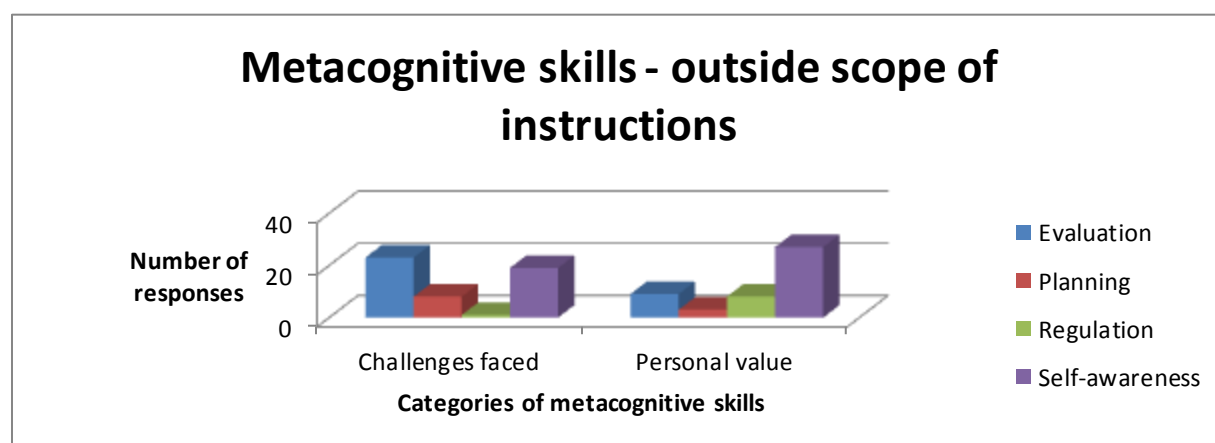 Metacognitive skills - outside scope of
instructions
40
20
0
Number of
responses
Challenges faced
Personal value
Categories of metacognitive skills
Evaluation
Planning
Regulation
Self-awareness